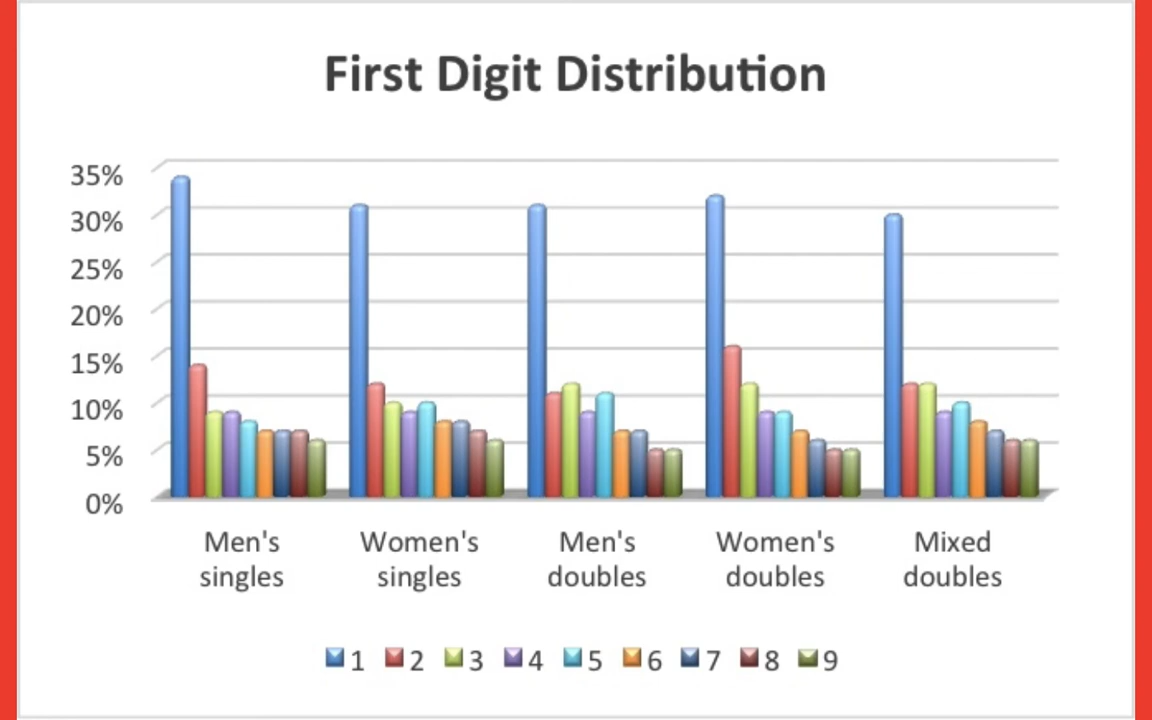 First Digit Distribution
35%
30%
25%
20%
15%
10%
5%
0%
Men's singles
Women's singles
Men's doubles
Women's doubles
Mixed doubles
1 2 3 4 5 6 7 8 9